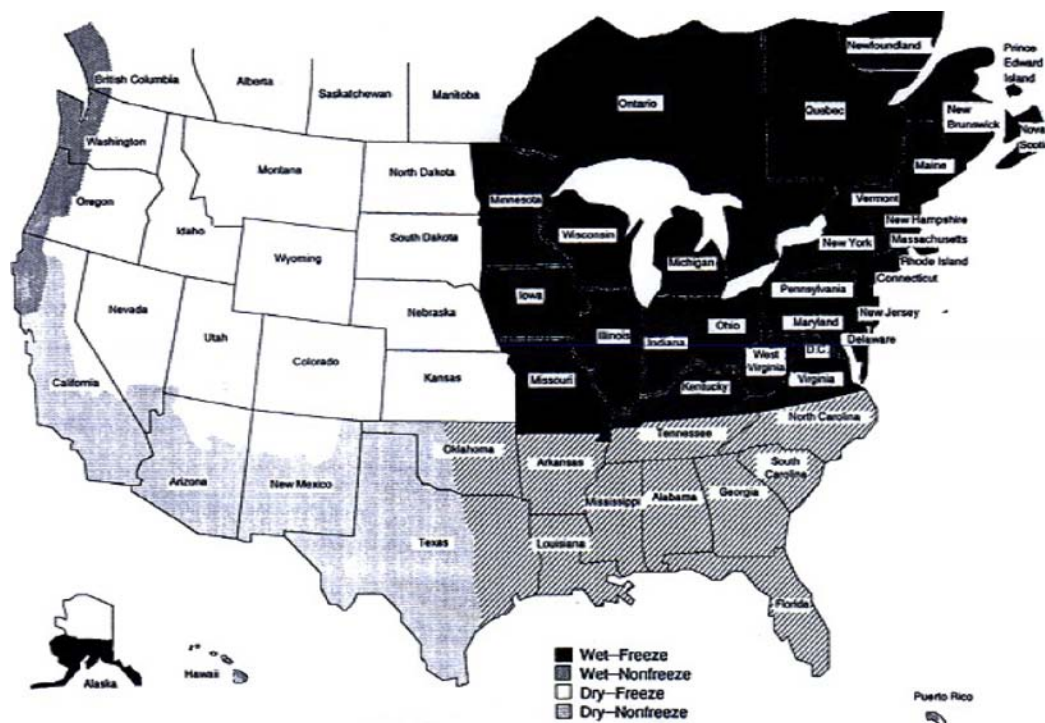 Newfoundland
Prince
Edward
Island
British Columbia
Alberta
Saskatchewan
Manitoba
Ontario
Quebec
New
Brunswick
Nova
Scotia
Washington
Montana
North Dakota
Minnesota
Maine
Vermont
Oregon
Idaho
South Dakota
Wisconsin
Michigan
New York
New Hampshire
Massachusetts
Rhode Island
Connecticut
Wyoming
Iowa
Pennsylvania
Nevada
Nebraska
Utah
Illinois
Indiana
Ohio
Maryland
New Jersey
Delaware
D.C.
Colorado
California
Kansas
Missouri
Kentucky
West
Virginia
Virginia
North Carolina
Oklahoma
Tennessee
Arkansas
South
Carolina
Arizona
New Mexico
Mississippi
Alabama
Georgia
Texas
Louisiana
Florida
Wet-Freeze
Wet-Nonfreeze
Dry-Freeze
Dry-Nonfreeze
Alaska
Hawaii
Puerto Rico